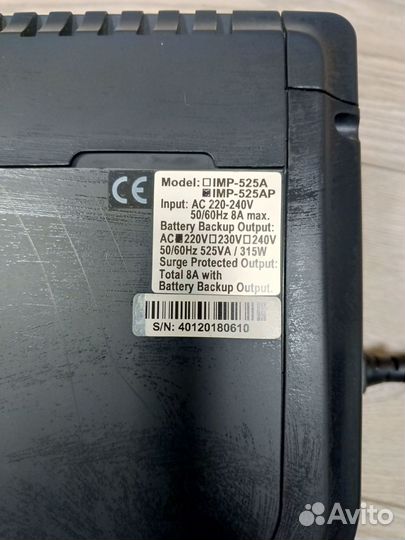 CE
Model: ☐IMP-525A
☑IMP-525AP
Input: AC 220-240V
50/60Hz 8A max.
Battery Backup Output:
AC■220V☐230V☐240V
50/60Hz 525VA / 315W
Surge Protected Output:
Total 8A with
Battery Backup Output.
S/N: 40120180610
Avito